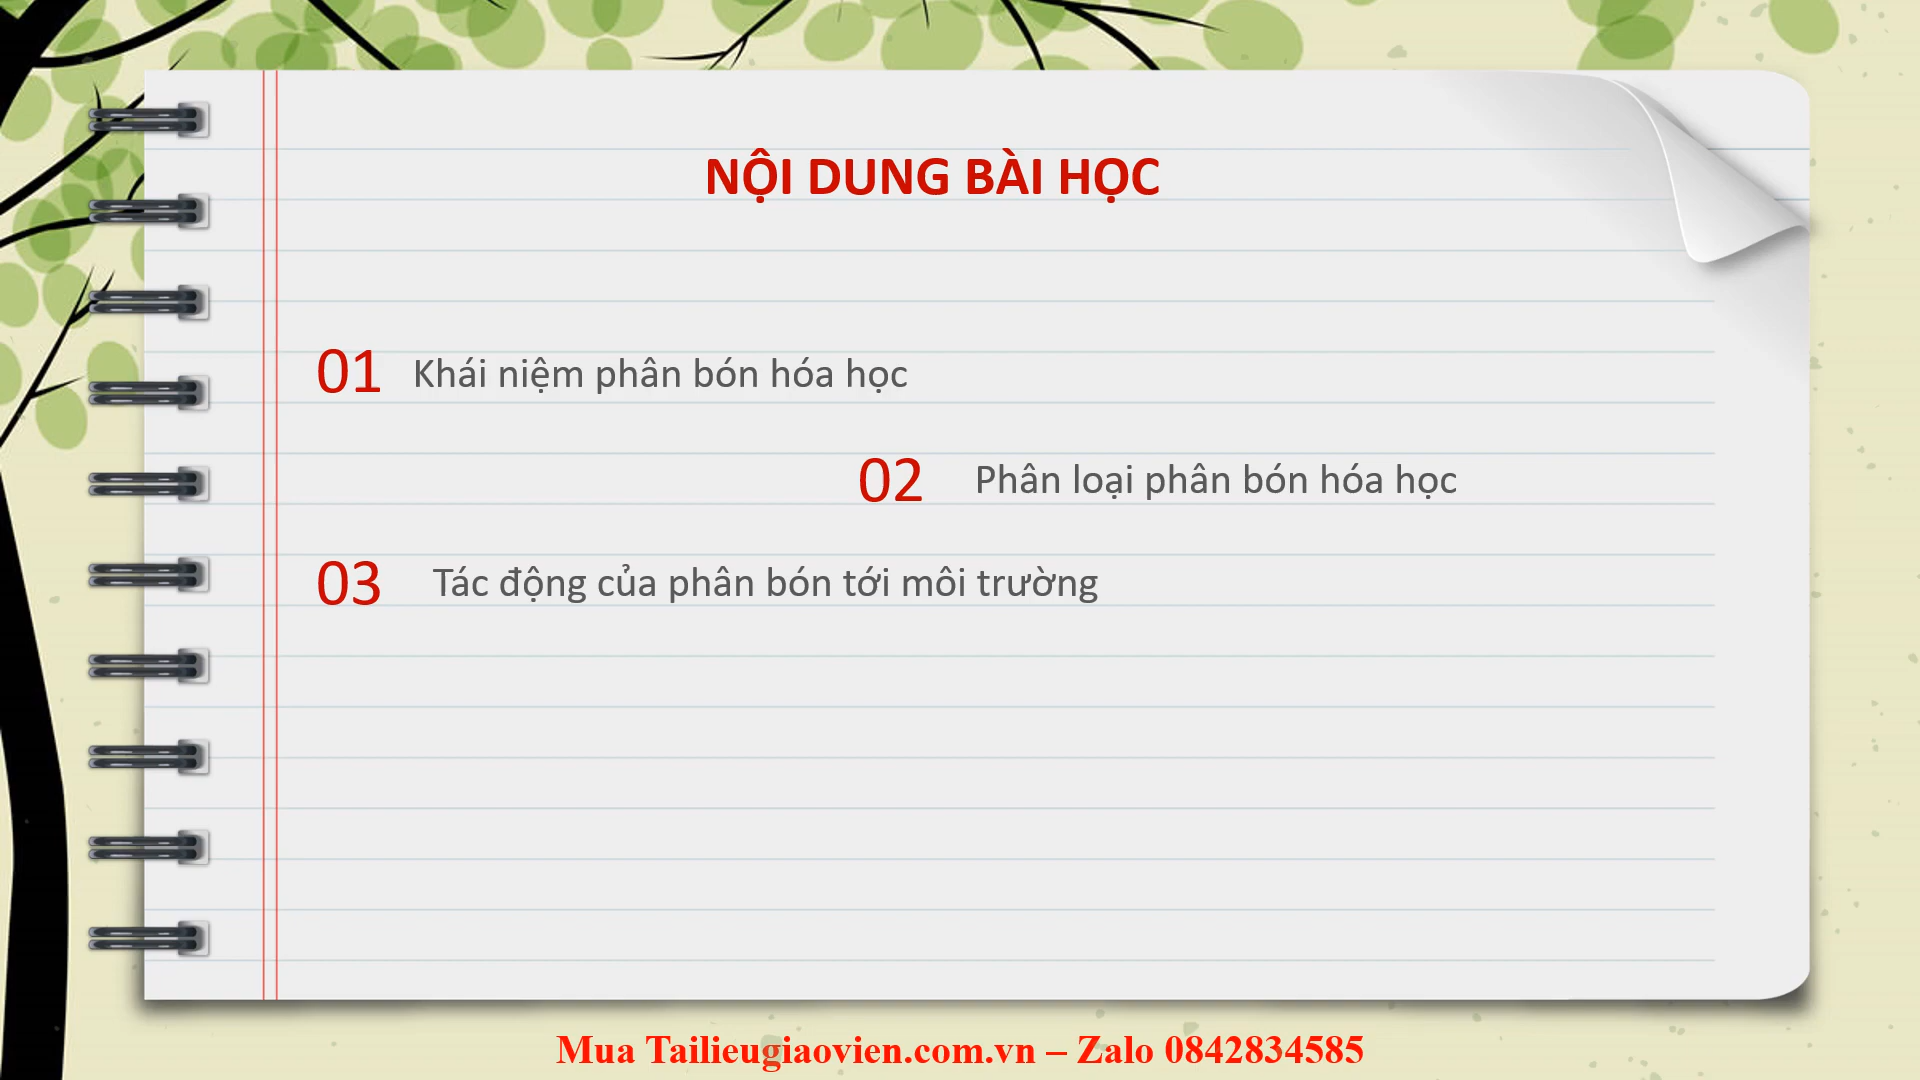 NỘI DUNG BÀI HỌC
01 Khái niệm phân bón hóa học
02 Phân loại phân bón hóa học
03 Tác động của phân bón tới môi trường
Mua Tailieugiaovien.com.vn – Zalo 0842834585